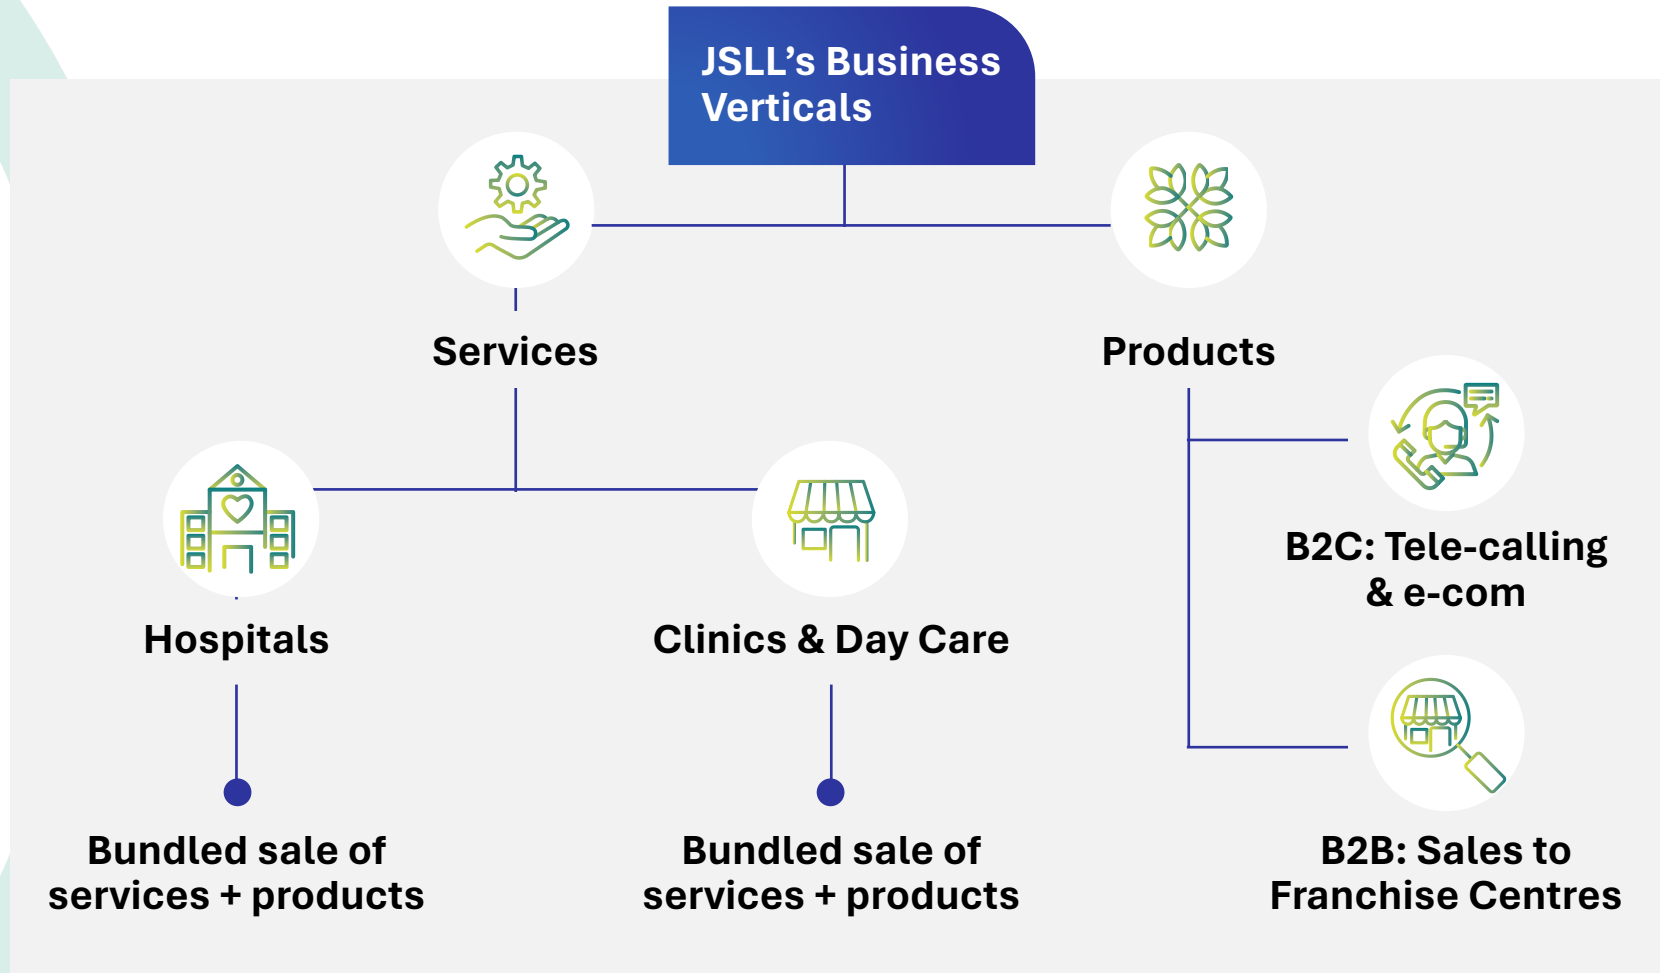 JSLL’s Business
Verticals
Services
Products
B2C: Tele-calling
& e-com
Hospitals
Clinics & Day Care
Bundled sale of
services + products
Bundled sale of
services + products
B2B: Sales to
Franchise Centres